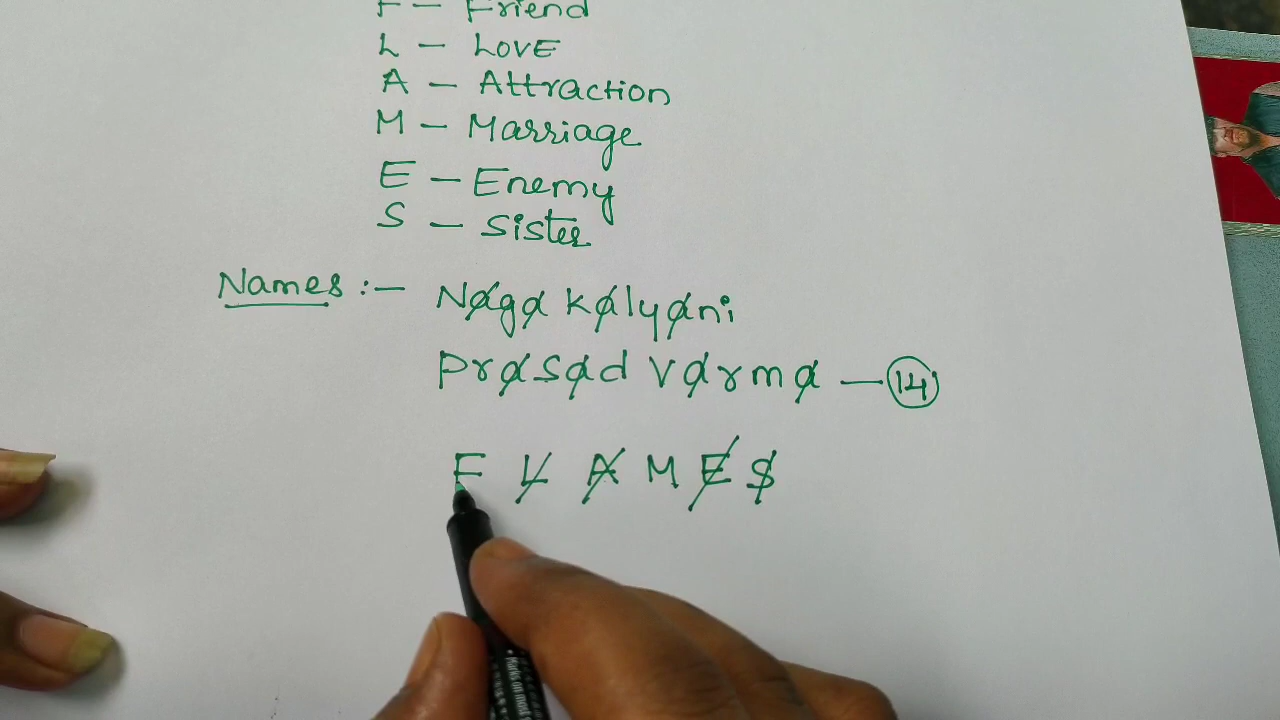 F - Friend
L - LOVE
A - Attraction
M - Marriage
E - Enemy
S - Sister
Names :- Naga kalyani
Prasad Varma - 14
F L A M E S